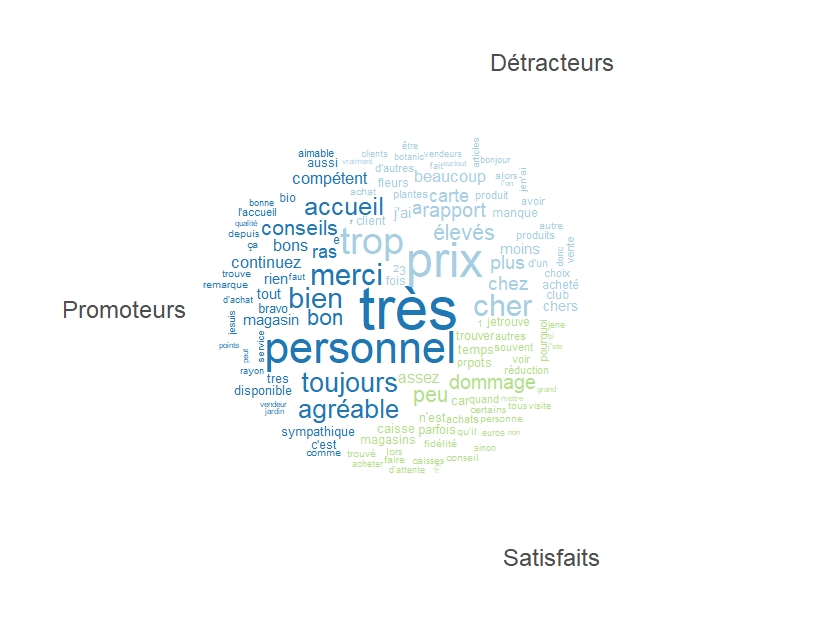 Détracteurs
être
aimable clients botanic vendeurs articles bonjour
aussi vraiment d'autres fait surtout
compétent fleurs beaucoup alors l'on j'en'ai
achat plantes carte produit avoir
bonne bio accueil j'ai a rapport manque
l'accueil
qualité conseils r client élevés autre
depuis e trop produits
ça bons ras prix moins donc vente
continuez plus d'un
trouve rien faut merci 23 fois chez choix
remarque acheté
d'achat tout bien cher club
Promoteurs bravo très chers
jesuis magasin bon 1 jetrouve pourquoi jene
points peut service personnel trouver autres
temps souvent
rayon prpots voir
tres toujours assez dommage réduction
disponible peu grand
vendeur car quand mettre
jardin agréable certains tous visite
n'est achats personne
sympathique caisse parfois qu'il euros non
c'est magasins fidélité
comme trouvé lors sinon
acheter faire caisses conseil
d'attente
Satisfaits